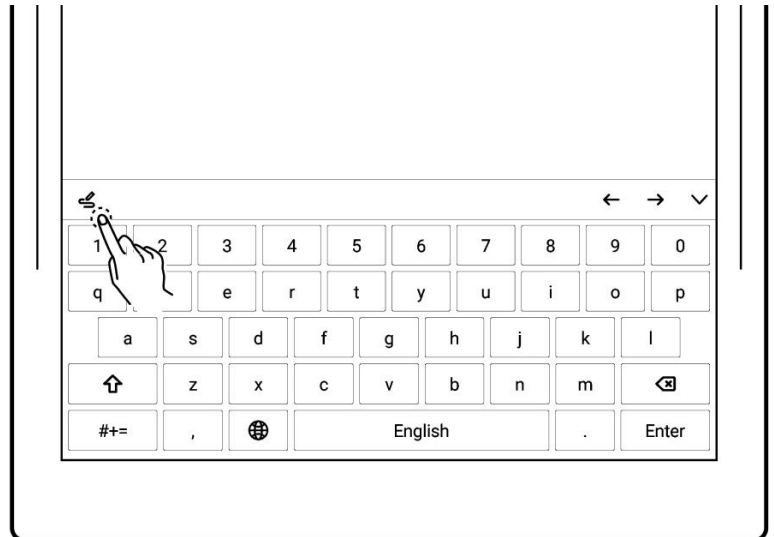 1 2 3 4 5 6 7 8 9 0
q e r t y u i o p
a s d f g h j k l
z x c v b n m
#+= , English . Enter